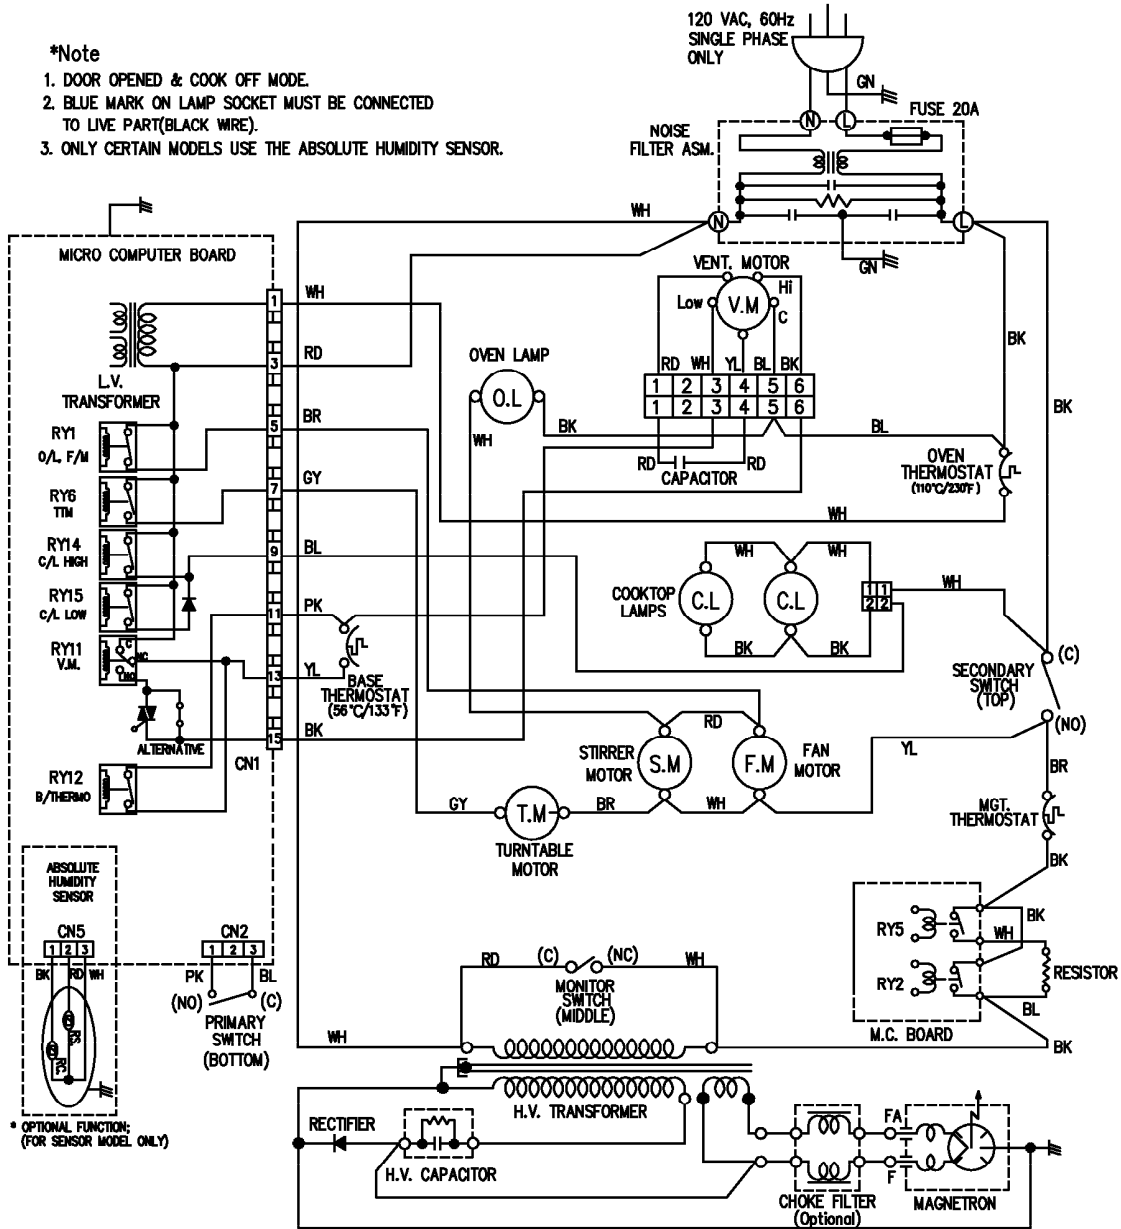 120 VAC, 60Hz
SINGLE PHASE
ONLY
*Note
1. DOOR OPENED & COOK OFF MODE.
2. BLUE MARK ON LAMP SOCKET MUST BE CONNECTED
TO LIVE PART(BLACK WIRE).
3. ONLY CERTAIN MODELS USE THE ABSOLUTE HUMIDITY SENSOR.
GN
FUSE 20A
N
L
NOISE
FILTER ASM.
WH
N
L
GN
MICRO COMPUTER BOARD
VENT. MOTOR
Hi
Low
V.M
C
1
WH
BK
RD WH YL BL BK
3
RD
OVEN LAMP
O.L
1 2 3 4 5 6
1 2 3 4 5 6
L.V.
TRANSFORMER
BK
5
BR
WH
BK
BL
RY1
O/L, F/M
RD
RD
CAPACITOR
OVEN
THERMOSTAT
(110°C/230°F)
7
GY
RY6
TTM
WH
RY14
C/L HIGH
9
BL
WH
WH
COOKTOP
LAMPS
C.L
C.L
1 1
2 2
WH
RY15
C/L LOW
11
PK
BK
BK
RY11
V.M.
C
NC
NO
13
YL
BASE
THERMOSTAT
(56°C/133°F)
(C)
SECONDARY
SWITCH
(TOP)
(NO)
ALTERNATIVE
15
BK
CN1
RD
STIRRER
MOTOR
S.M
F.M
FAN
MOTOR
YL
BR
RY12
B/THERMO
GY
T.M
BR
WH
TURNTABLE
MOTOR
MGT.
THERMOSTAT
BK
ABSOLUTE
HUMIDITY
SENSOR
CN5
1 2 3
CN2
1 2 3
BK RD WH
PK
BL
(NO)
(C)
PRIMARY
SWITCH
(BOTTOM)
RS.
RC.
RY5
BK
WH
RY2
RESISTOR
BL
M.C. BOARD
BK
RD
(C)
(NC)
WH
MONITOR
SWITCH
(MIDDLE)
WH
H.V. TRANSFORMER
* OPTIONAL FUNCTION;
(FOR SENSOR MODEL ONLY)
RECTIFIER
H.V. CAPACITOR
FA
F
CHOKE FILTER
(Optional)
MAGNETRON